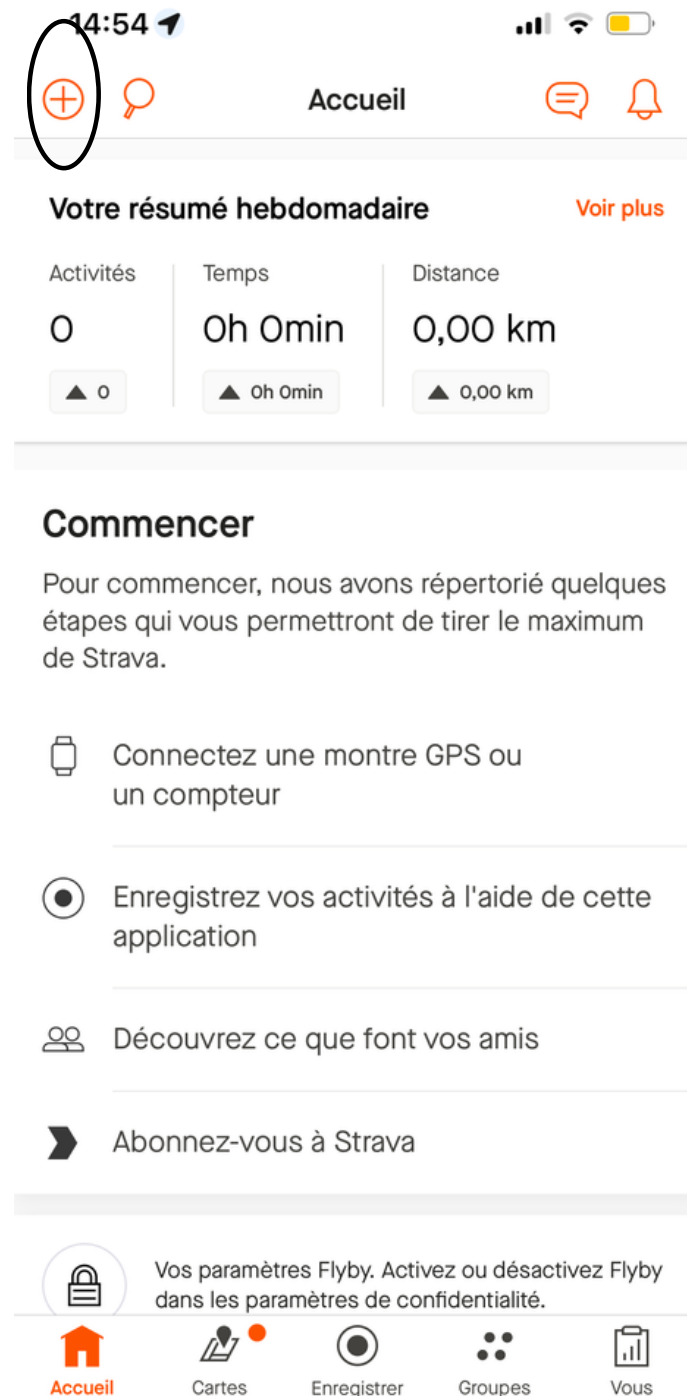 14:54
Accueil
Votre résumé hebdomadaire
Voir plus
Activités
Temps
Distance
0
0h 0min
0,00 km
▲ 0
▲ 0h 0min
▲ 0,00 km
Commencer
Pour commencer, nous avons répertorié quelques
étapes qui vous permettront de tirer le maximum
de Strava.
Connectez une montre GPS ou
un compteur
Enregistrez vos activités à l'aide de cette
application
Découvrez ce que font vos amis
Abonnez-vous à Strava
Vos paramètres Flyby. Activez ou désactivez Flyby
dans les paramètres de confidentialité.
Accueil
Cartes
Enregistrer
Groupes
Vous